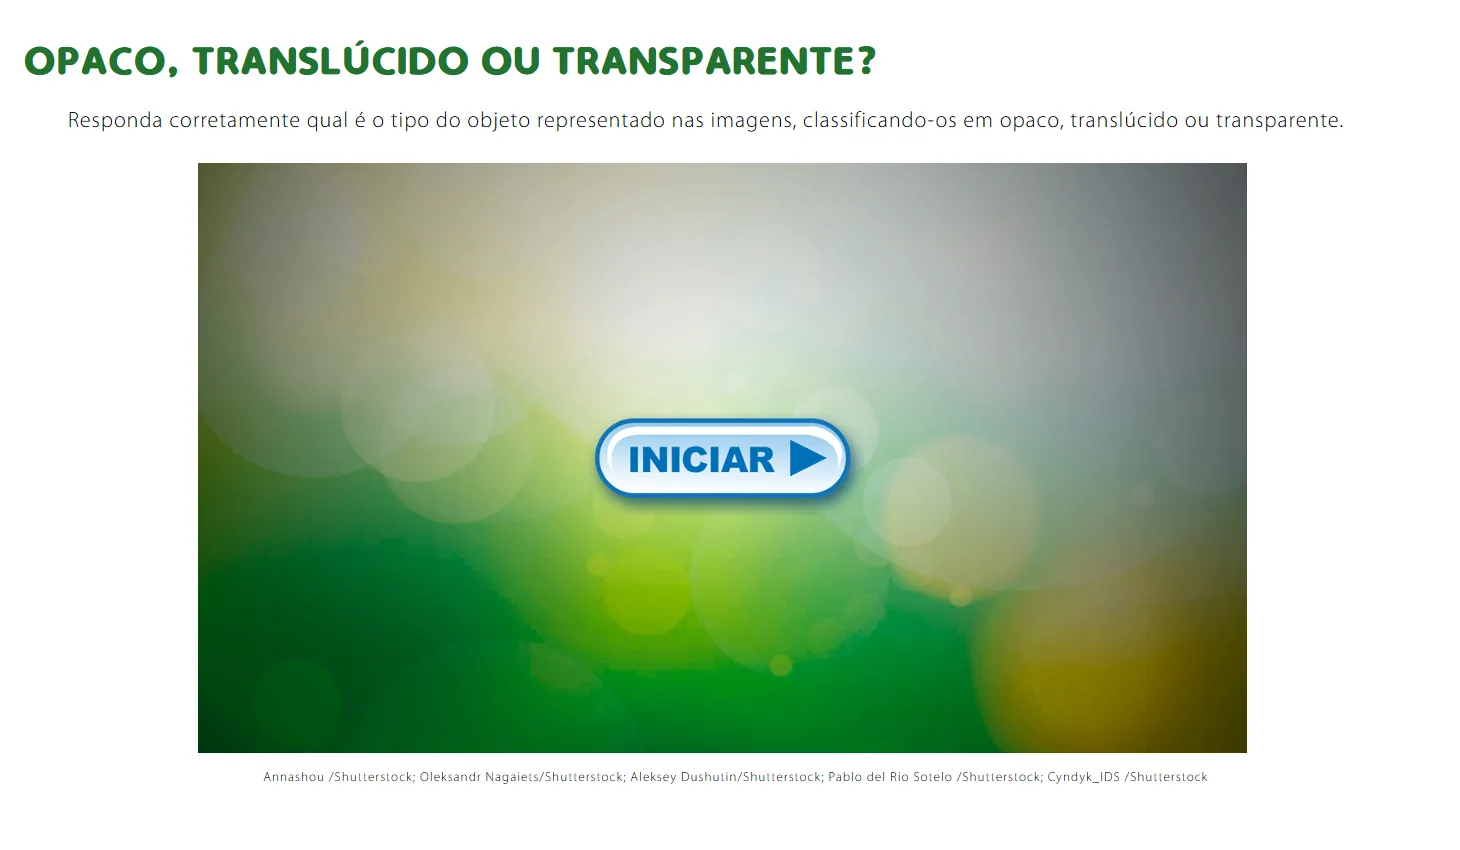 OPACO, TRANSLÚCIDO OU TRANSPARENTE?
Responda corretamente qual é o tipo do objeto representado nas imagens, classificando-os em opaco, translúcido ou transparente.
INICIAR
Annashou /Shutterstock; Oleksandr Nagaiets/Shutterstock; Aleksey Dushutin/Shutterstock; Pablo del Rio Sotelo /Shutterstock; Cyndyk_IDS /Shutterstock